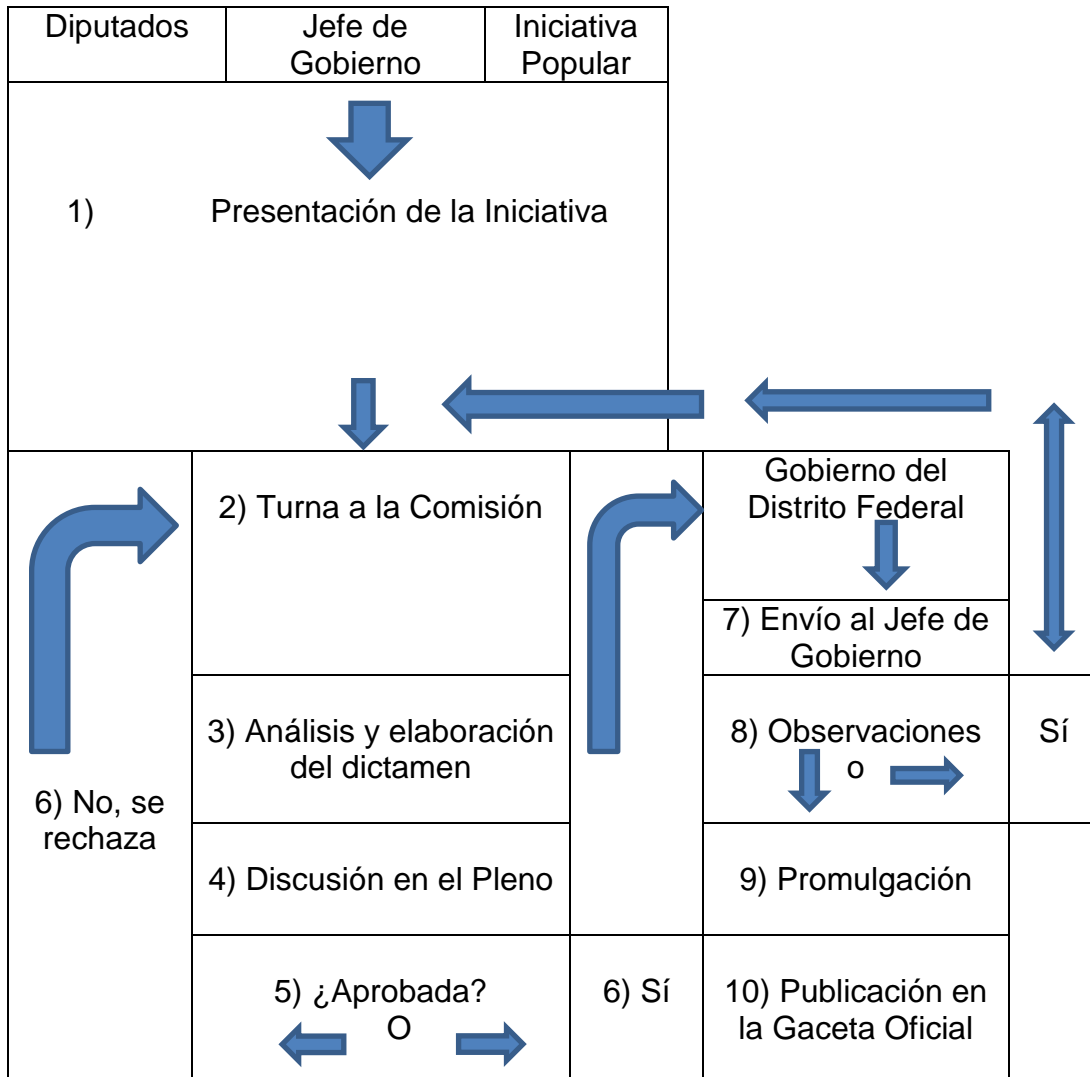 Diputados
Jefe de
Gobierno
Iniciativa
Popular
1) Presentación de la Iniciativa
2) Turna a la Comisión
Gobierno del
Distrito Federal
7) Envío al Jefe de
Gobierno
3) Análisis y elaboración
del dictamen
8) Observaciones
o
Sí
6) No, se
rechaza
4) Discusión en el Pleno
9) Promulgación
5) ¿Aprobada?
O
6) Sí
10) Publicación en
la Gaceta Oficial